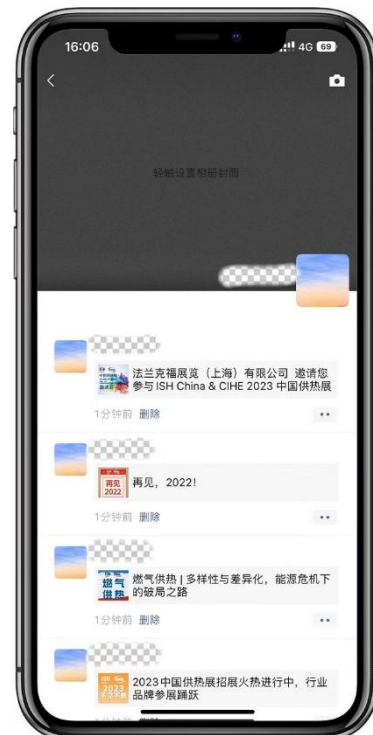 16:06
4G 69
轻触设置相册封面
法兰克福展览（上海）有限公司 邀请您
参与 ISH China & CIHE 2023 中国供热展
1分钟前 删除
再见
2022
再见，2022！
1分钟前 删除
燃气
供热
燃气供热 | 多样性与差异化，能源危机下
的破局之路
1分钟前 删除
2023
2023中国供热展招展火热进行中，行业
品牌参展踊跃